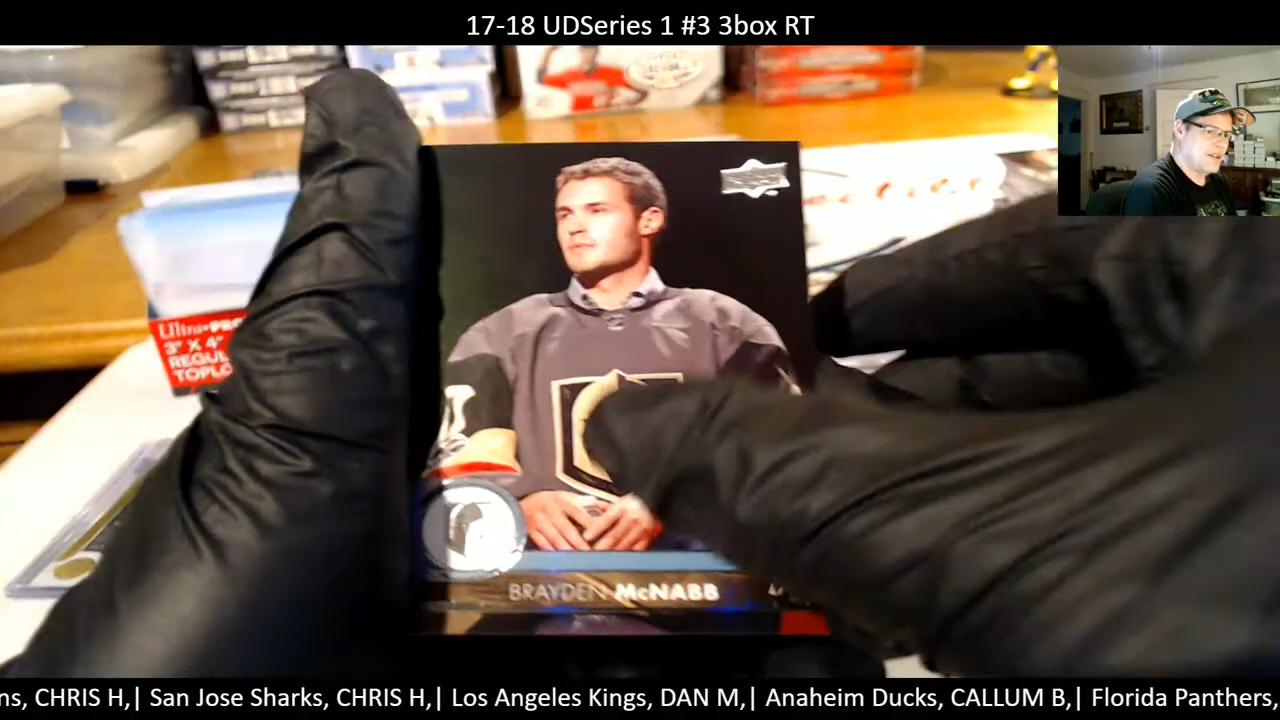 17-18 UDSeries 1 #3 3box RT
Ultra•PRO
3" X 4"
REGUL
TOPLO
BRAYDEN McNABB
ns, CHRIS H,| San Jose Sharks, CHRIS H,| Los Angeles Kings, DAN M,| Anaheim Ducks, CALLUM B,| Florida Panthers,